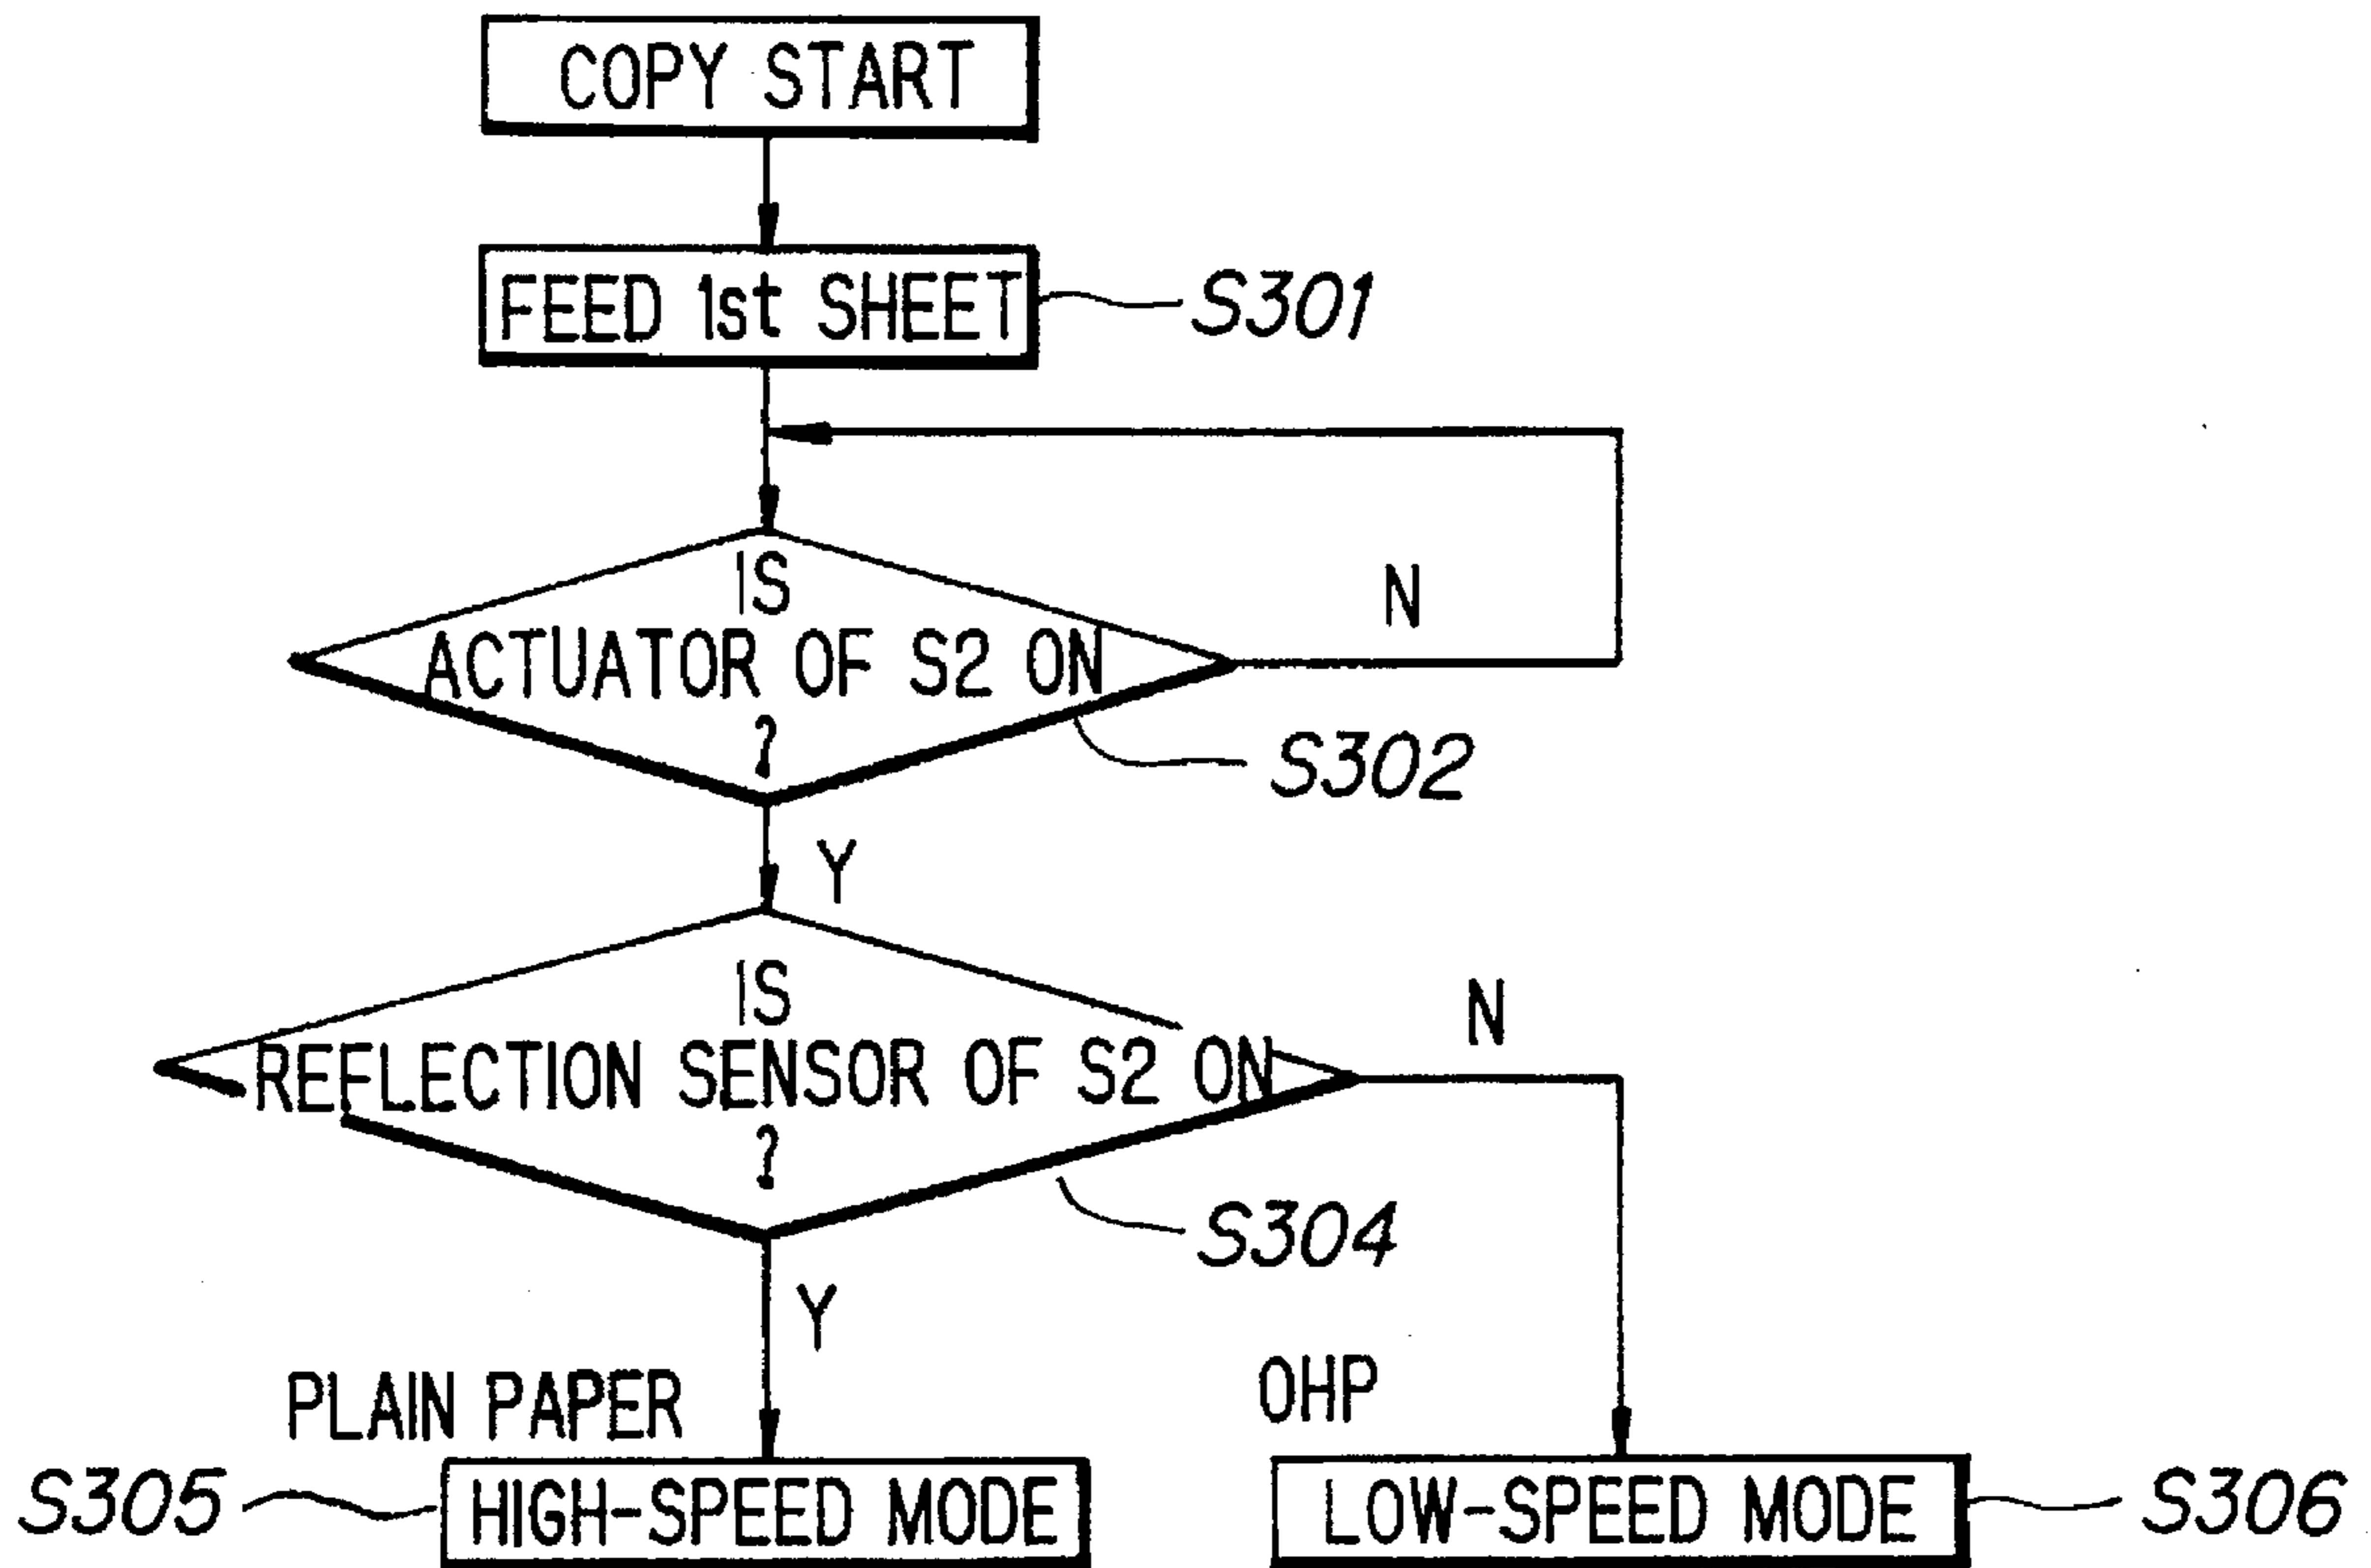 COPY START
FEED 1st SHEET
S301
IS
ACTUATOR OF S2 ON
?
N
S302
Y
IS
REFLECTION SENSOR OF S2 ON
?
N
S304
Y
PLAIN PAPER
OHP
S305
HIGH-SPEED MODE
LOW-SPEED MODE
S306